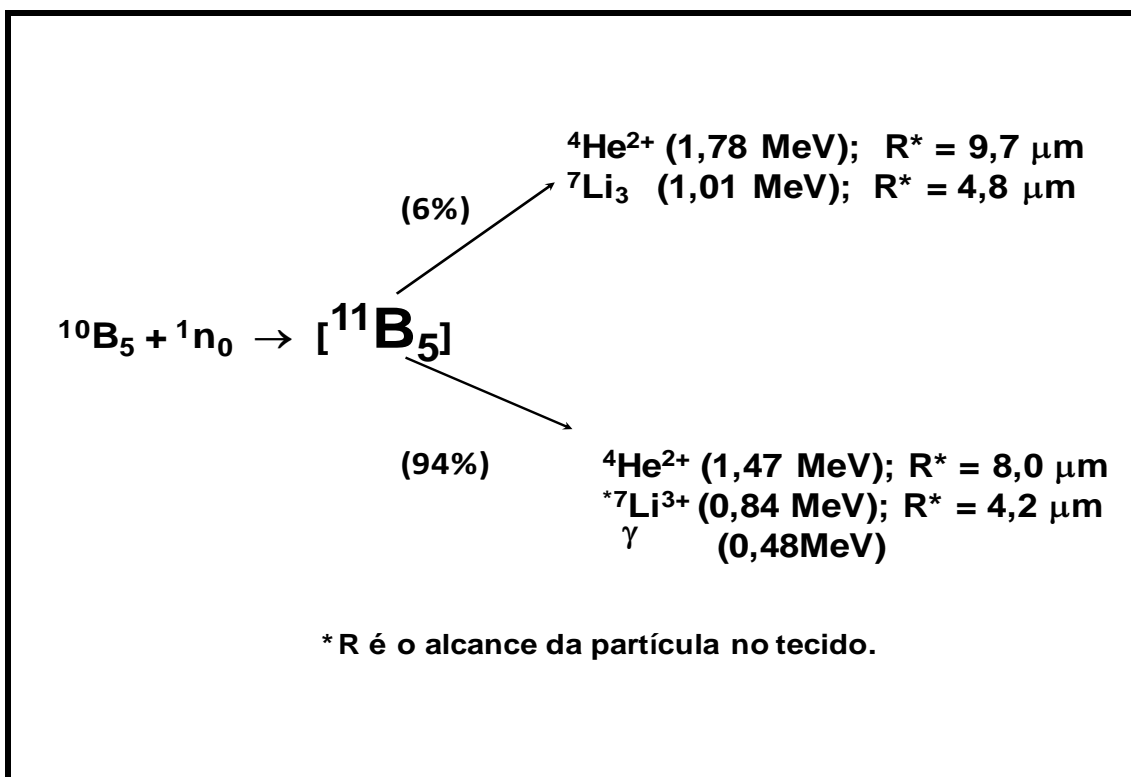 ⁴He²⁺ (1,78 MeV); R* = 9,7 μm
⁷Li₃ (1,01 MeV); R* = 4,8 μm
(6%)
¹⁰B₅ + ¹n₀ → [¹¹B₅]
(94%)
⁴He²⁺ (1,47 MeV); R* = 8,0 μm
*⁷Li³⁺ (0,84 MeV); R* = 4,2 μm
γ (0,48MeV)
*R é o alcance da partícula no tecido.